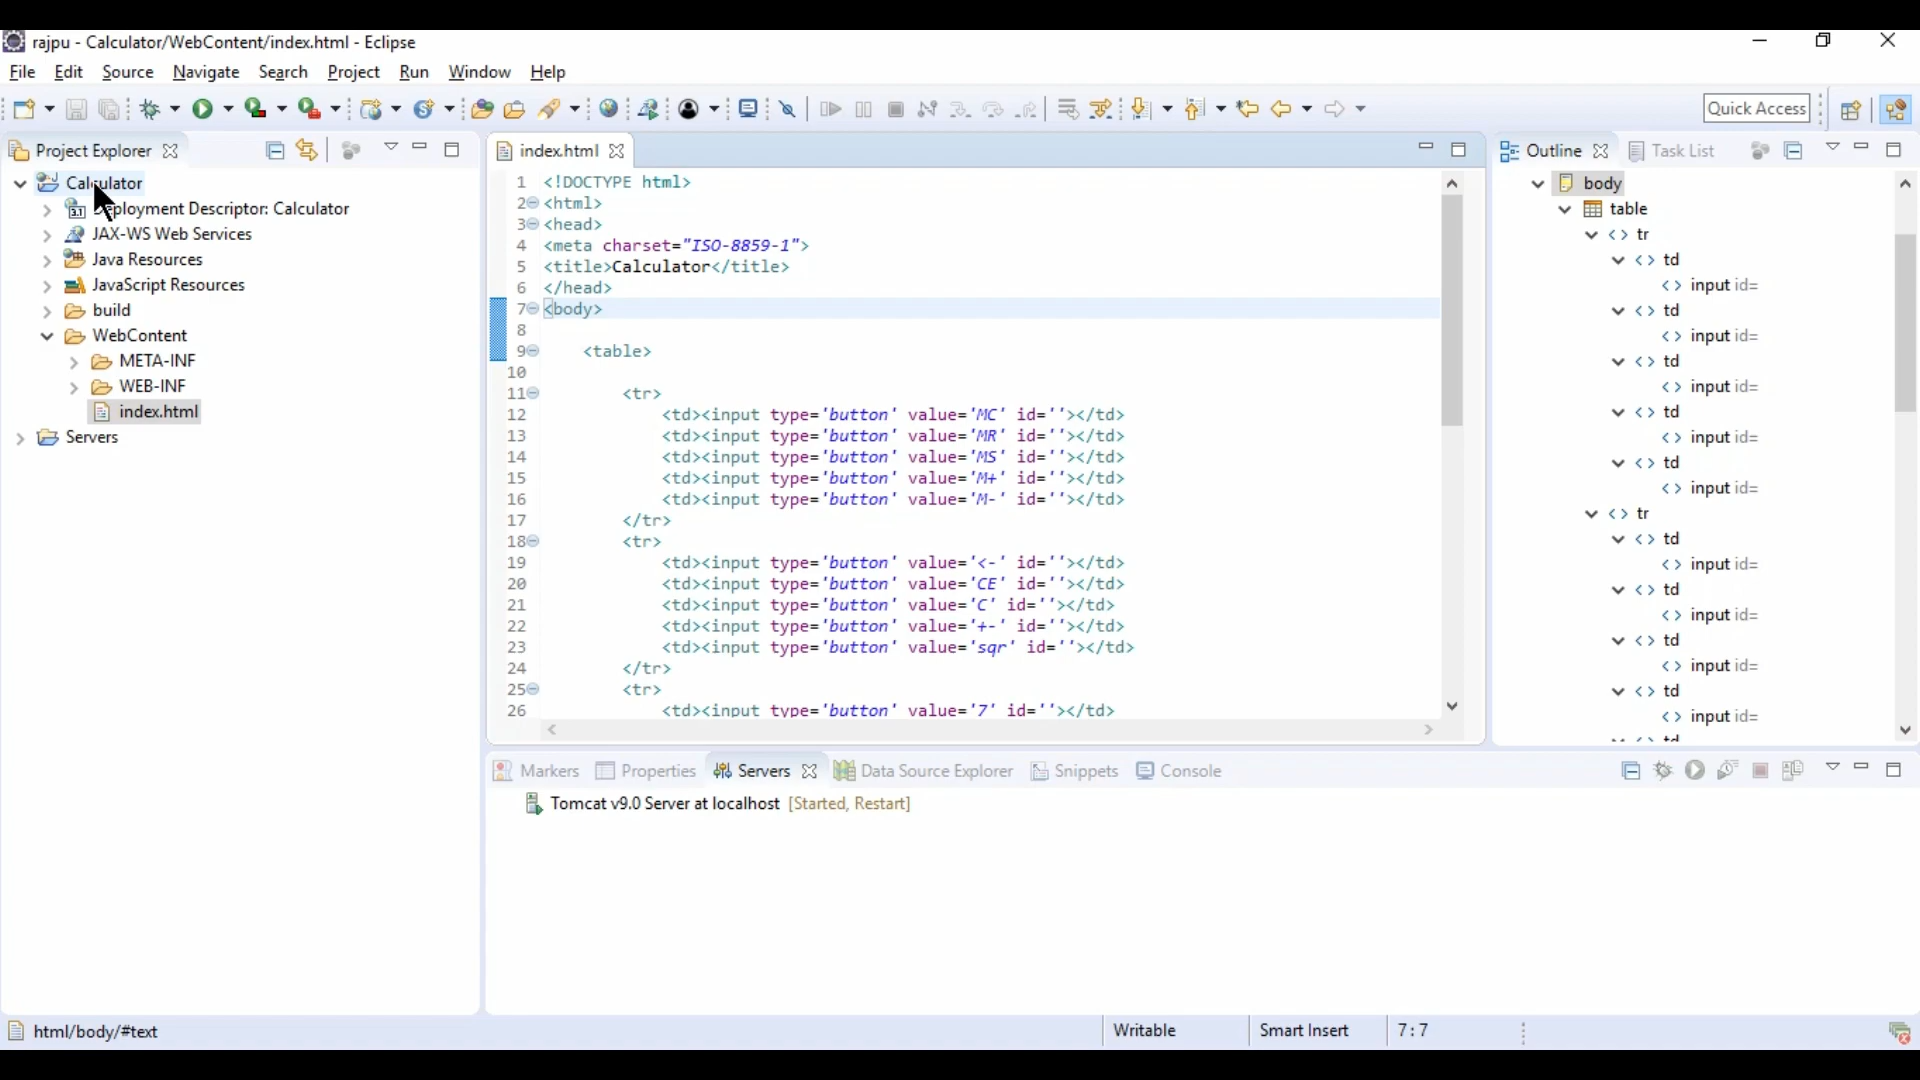 rajpu - Calculator/WebContent/index.html - Eclipse
File Edit Source Navigate Search Project Run Window Help
Quick Access
Project Explorer
Calculator
ployment Descriptor: Calculator
3.1
JAX-WS Web Services
Java Resources
JavaScript Resources
build
WebContent
META-INF
WEB-INF
index.html
Servers
index.html
1 <!DOCTYPE html>
2 <html>
3 <head>
4 <meta charset="ISO-8859-1">
5 <title>Calculator</title>
6 </head>
7 <body>
8
9 <table>
10
11 <tr>
12 <td><input type='button' value='MC' id=''></td>
13 <td><input type='button' value='MR' id=''></td>
14 <td><input type='button' value='MS' id=''></td>
15 <td><input type='button' value='M+' id=''></td>
16 <td><input type='button' value='M-' id=''></td>
17 </tr>
18 <tr>
19 <td><input type='button' value='<-' id=''></td>
20 <td><input type='button' value='CE' id=''></td>
21 <td><input type='button' value='C' id=''></td>
22 <td><input type='button' value='+-' id=''></td>
23 <td><input type='button' value='sqr' id=''></td>
24 </tr>
25 <tr>
26 <td><input type='button' value='7' id=''></td>
Outline Task List
body
table
<> tr
<> td
<> input id=
<> td
<> input id=
<> td
<> input id=
<> td
<> input id=
<> td
<> input id=
<> tr
<> td
<> input id=
<> td
<> input id=
<> td
<> input id=
<> td
<> input id=
<> td
Markers Properties Servers Data Source Explorer Snippets Console
Tomcat v9.0 Server at localhost [Started, Restart]
html/body/#text
Writable Smart Insert 7 : 7